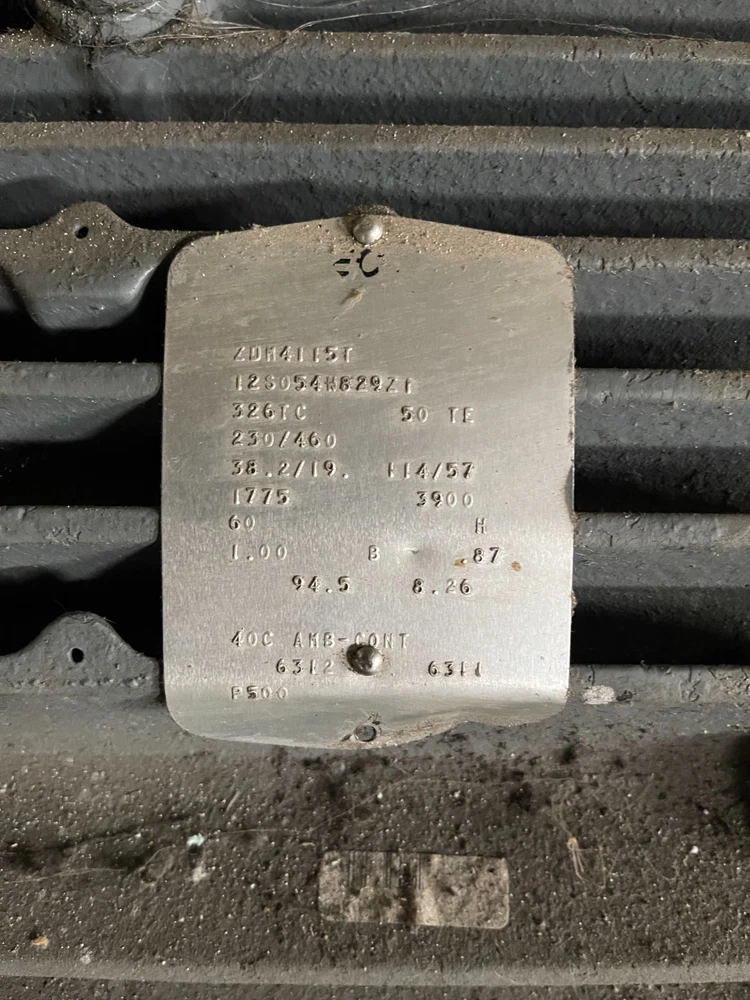 ZDM4115T
12S054W829Z1
326TC 50 TE
230/460
38.2/19. 114/57
1775 3900
60 H
1.00 B .87
94.5 8.26
40C AMB-CONT
6312 6311
P500